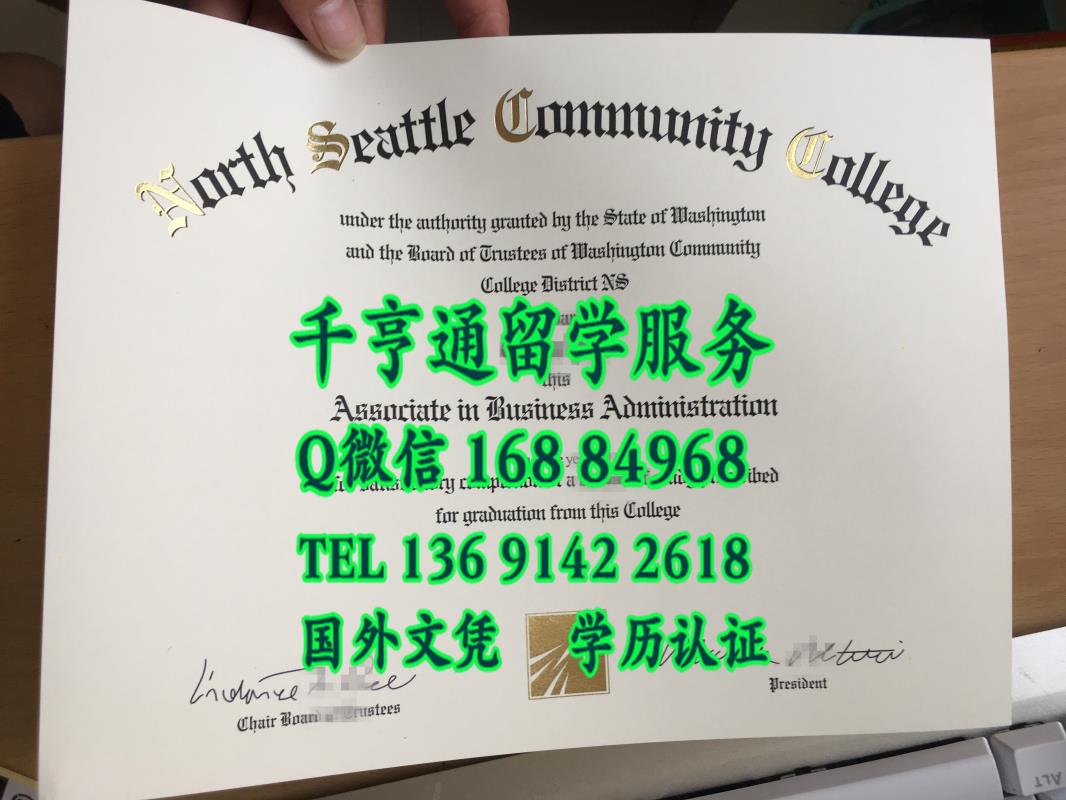 North Seattle Community College
under the authority granted by the State of Washington
and the Board of Trustees of Washington Community
College District NS
千亨通留学服务
this
Associate in Business Administration
Q微信 168 84968
for graduation from this College
TEL 136 9142 2618
国外文凭 学历认证
President
Chair Board of Trustees
ALT